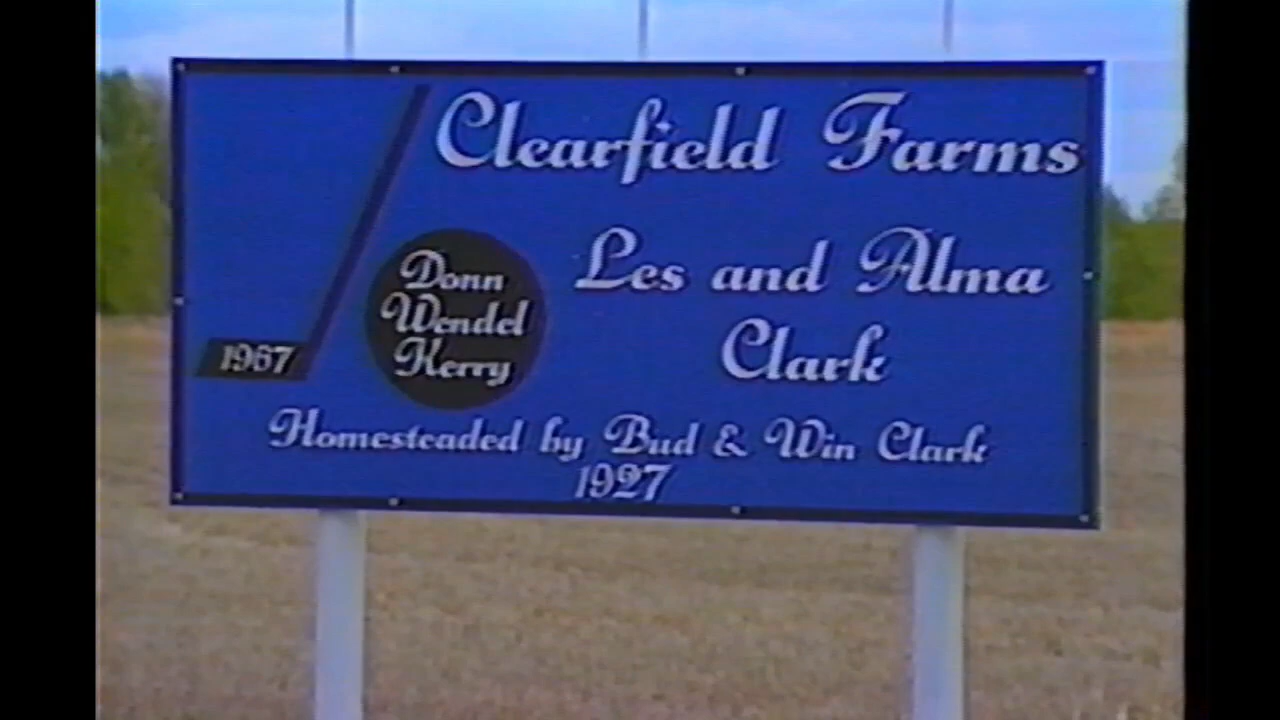 Clearfield Farms
Les and Alma
Clark
Donn
Wendel
Kerry
1967
Homesteaded by Bud & Win Clark
1927